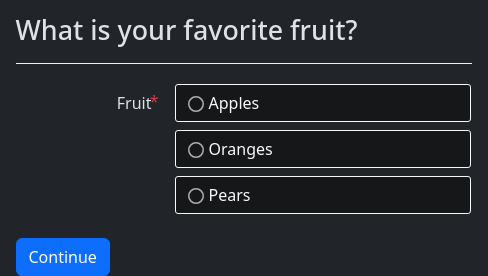 What is your favorite fruit?
Fruit*
Apples
Oranges
Pears
Continue